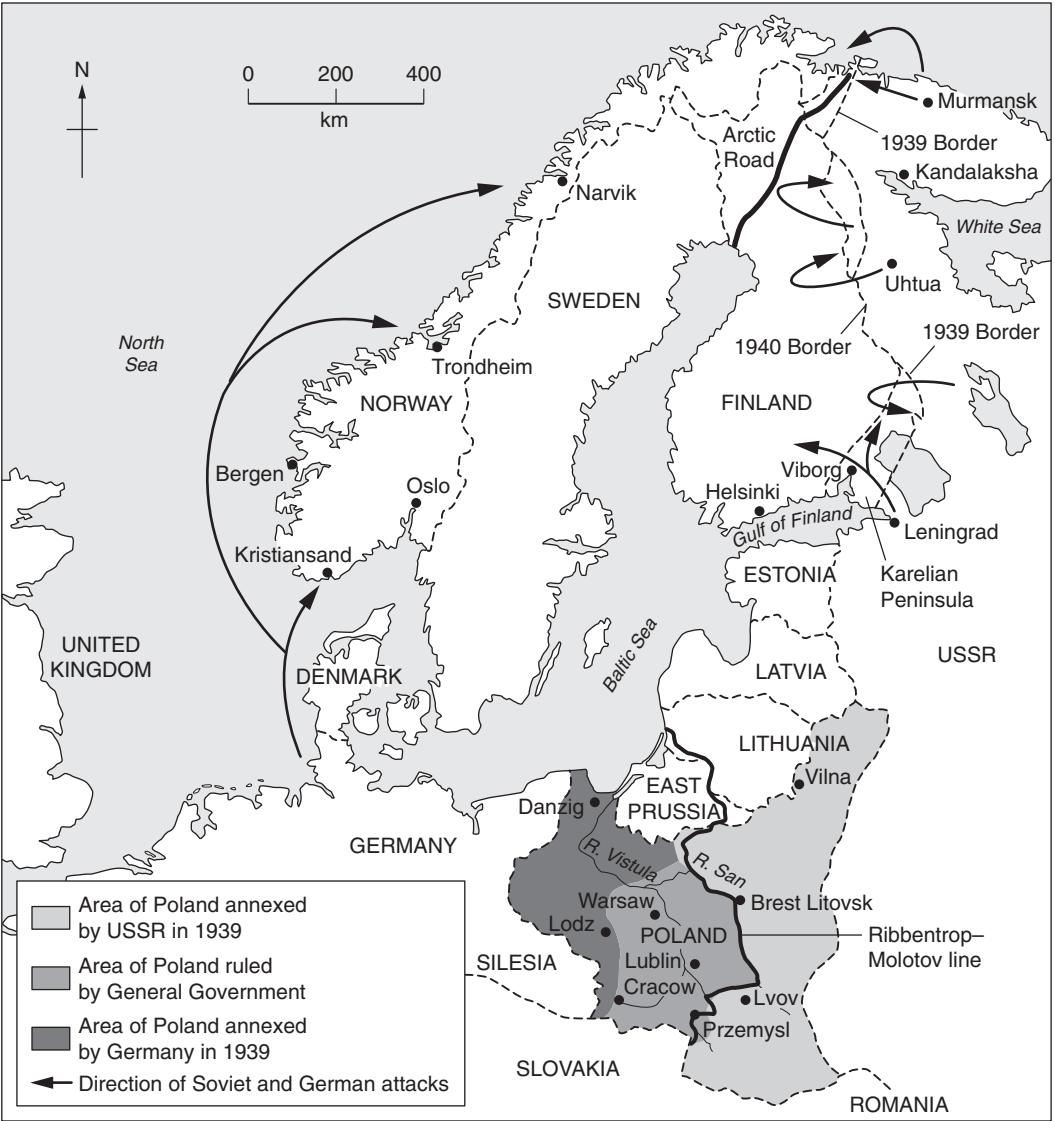 N
0 200 400
km
Murmansk
1939 Border
Arctic
Road
Kandalaksha
Narvik
White Sea
Uhtua
SWEDEN
North
Sea
1940 Border
1939 Border
Trondheim
NORWAY
FINLAND
Bergen
Viborg
Oslo
Helsinki
Gulf of Finland
Leningrad
Kristiansand
ESTONIA
Karelian
Peninsula
UNITED
KINGDOM
Baltic Sea
USSR
DENMARK
LATVIA
LITHUANIA
Vilna
EAST
PRUSSIA
Danzig
GERMANY
R. Vistula
R. San
Warsaw
Brest Litovsk
Lodz
POLAND
Ribbentrop–
Molotov line
SILESIA
Lublin
Cracow
Lvov
Przemysl
SLOVAKIA
ROMANIA
Area of Poland annexed
by USSR in 1939
Area of Poland ruled
by General Government
Area of Poland annexed
by Germany in 1939
Direction of Soviet and German attacks